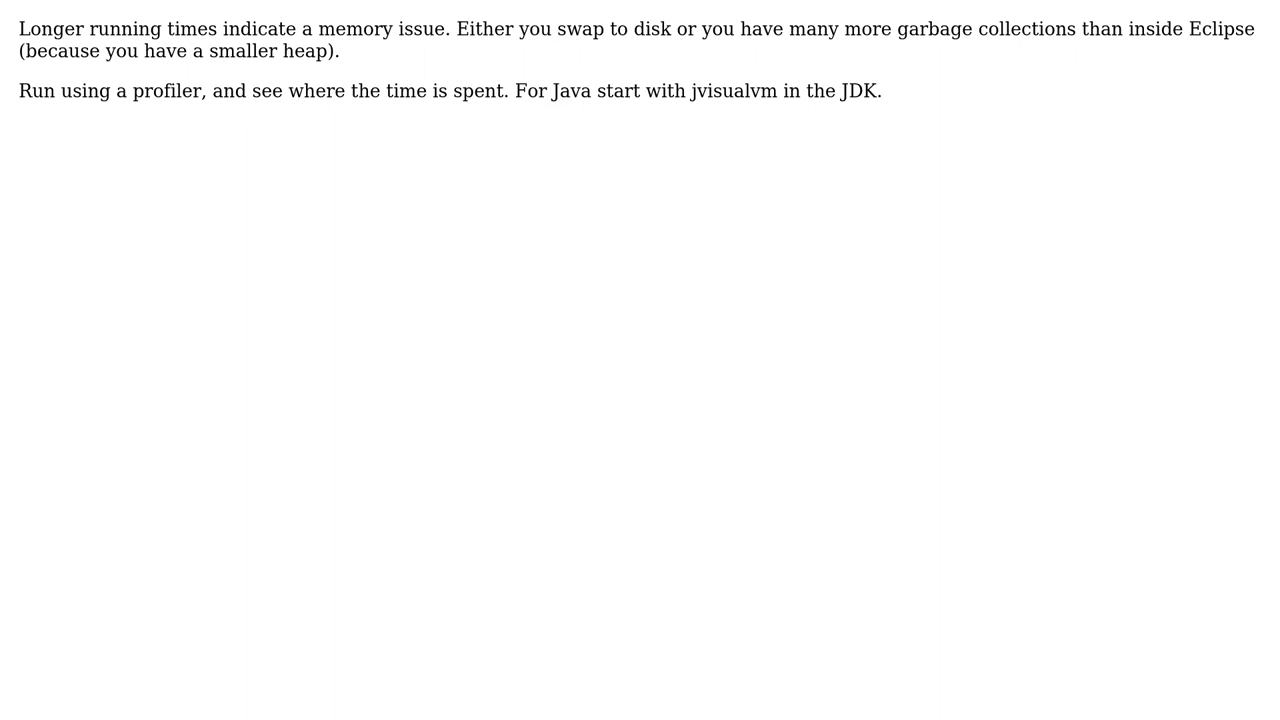 Longer running times indicate a memory issue. Either you swap to disk or you have many more garbage collections than inside Eclipse
(because you have a smaller heap).
Run using a profiler, and see where the time is spent. For Java start with jvisualvm in the JDK.